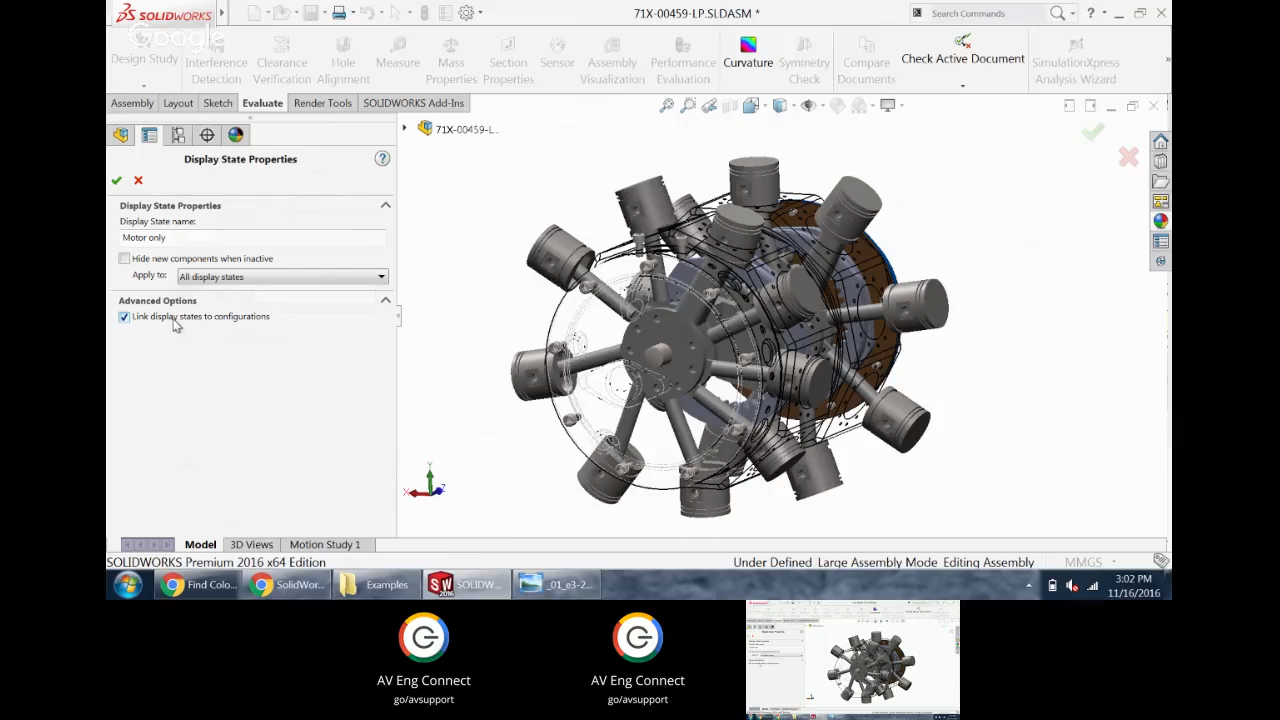 SOLIDWORKS
71X-00459-LP.SLDASM *
Search Commands
Google
Design Study
Interference Detection
Clearance Verification
Hole Alignment
Measure
Mass Properties
Section Properties
Sensor
Assembly Visualization
Performance Evaluation
Curvature
Symmetry Check
Compare Documents
Check Active Document
SimulationXpress Analysis Wizard
Assembly
Layout
Sketch
Evaluate
Render Tools
SOLIDWORKS Add-Ins
71X-00459-L...
Display State Properties
Display State Properties
Display State name:
Motor only
Hide new components when inactive
Apply to:
All display states
Advanced Options
Link display states to configurations
Y
X
Z
Model
3D Views
Motion Study 1
SOLIDWORKS Premium 2016 x64 Edition
Under Defined
Large Assembly Mode
Editing Assembly
MMGS
Find Colo...
SolidWor...
Examples
SOLIDW...
_01_e3-2...
3:02 PM
11/16/2016
AV Eng Connect
go/avsupport
AV Eng Connect
go/avsupport